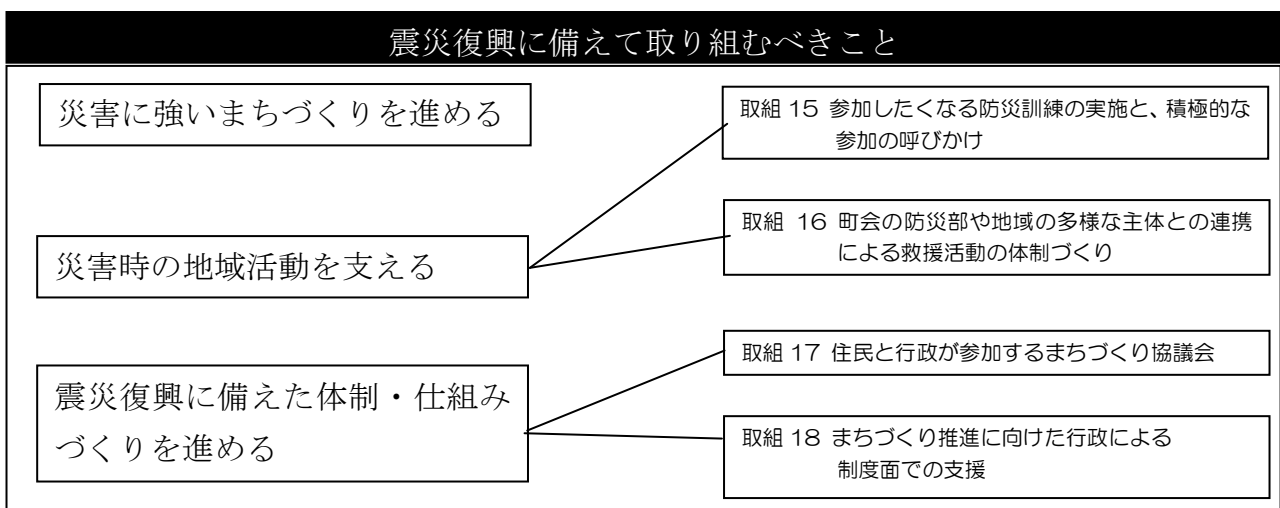 震災復興に備えて取り組むべきこと
災害に強いまちづくりを進める
災害時の地域活動を支える
震災復興に備えた体制・仕組み
づくりを進める
取組 15 参加したくなる防災訓練の実施と、積極的な
参加の呼びかけ
取組 16 町会の防災部や地域の多様な主体との連携
による救援活動の体制づくり
取組 17 住民と行政が参加するまちづくり協議会
取組 18 まちづくり推進に向けた行政による
制度面での支援